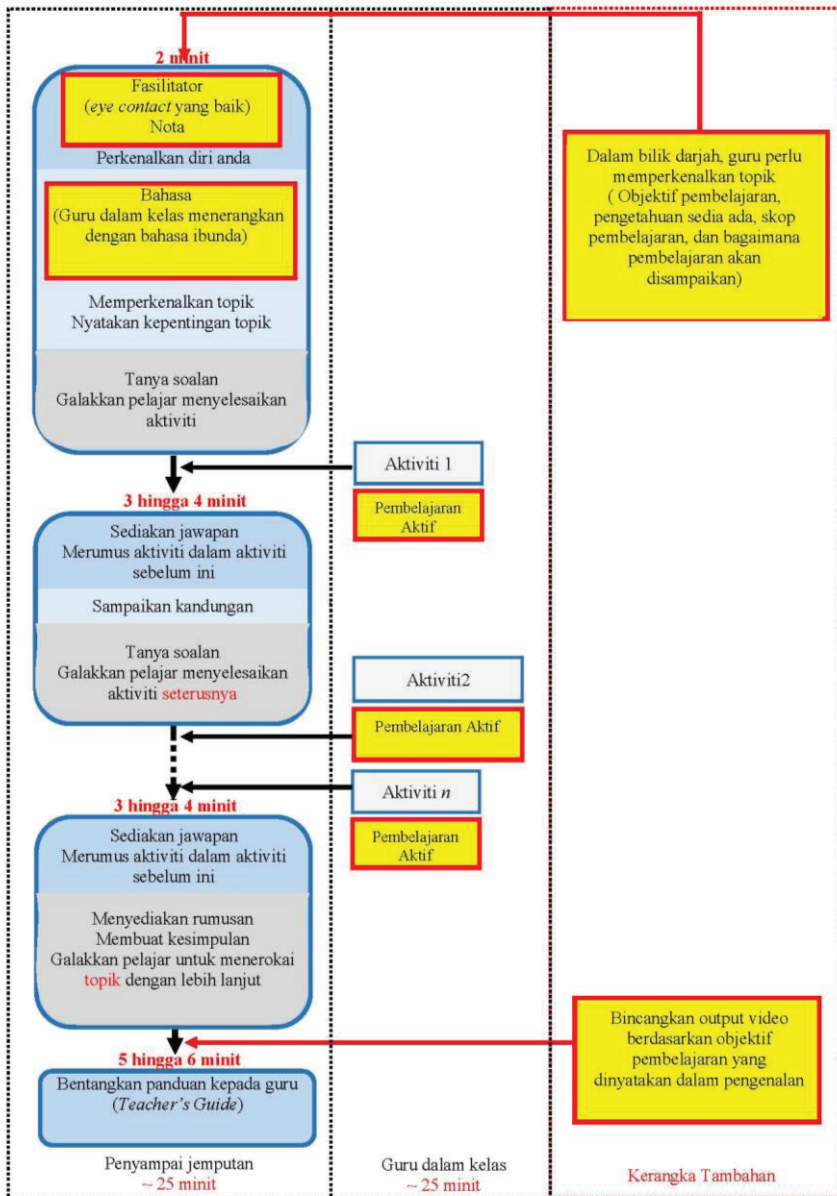 2 minit
Fasilitator
(eye contact yang baik)
Nota
Perkenalkan diri anda
Bahasa
(Guru dalam kelas menerangkan
dengan bahasa ibunda)
Memperkenalkan topik
Nyatakan kepentingan topik
Tanya soalan
Galakkan pelajar menyelesaikan
aktiviti
Dalam bilik darjah, guru perlu
memperkenalkan topik
( Objektif pembelajaran,
pengetahuan sedia ada, skop
pembelajaran, dan bagaimana
pembelajaran akan
disampaikan)
Aktiviti 1
Pembelajaran
Aktif
3 hingga 4 minit
Sediakan jawapan
Merumus aktiviti dalam aktiviti
sebelum ini
Sampaikan kandungan
Tanya soalan
Galakkan pelajar menyelesaikan
aktiviti seterusnya
Aktiviti2
Pembelajaran Aktif
Aktiviti n
Pembelajaran
Aktif
3 hingga 4 minit
Sediakan jawapan
Merumus aktiviti dalam aktiviti
sebelum ini
Menyediakan rumusan
Membuat kesimpulan
Galakkan pelajar untuk menerokai
topik dengan lebih lanjut
Bincangkan output video
berdasarkan objektif
pembelajaran yang
dinyatakan dalam pengenalan
5 hingga 6 minit
Bentangkan panduan kepada guru
(Teacher's Guide)
Penyampai jemputan
~ 25 minit
Guru dalam kelas
~ 25 minit
Kerangka Tambahan